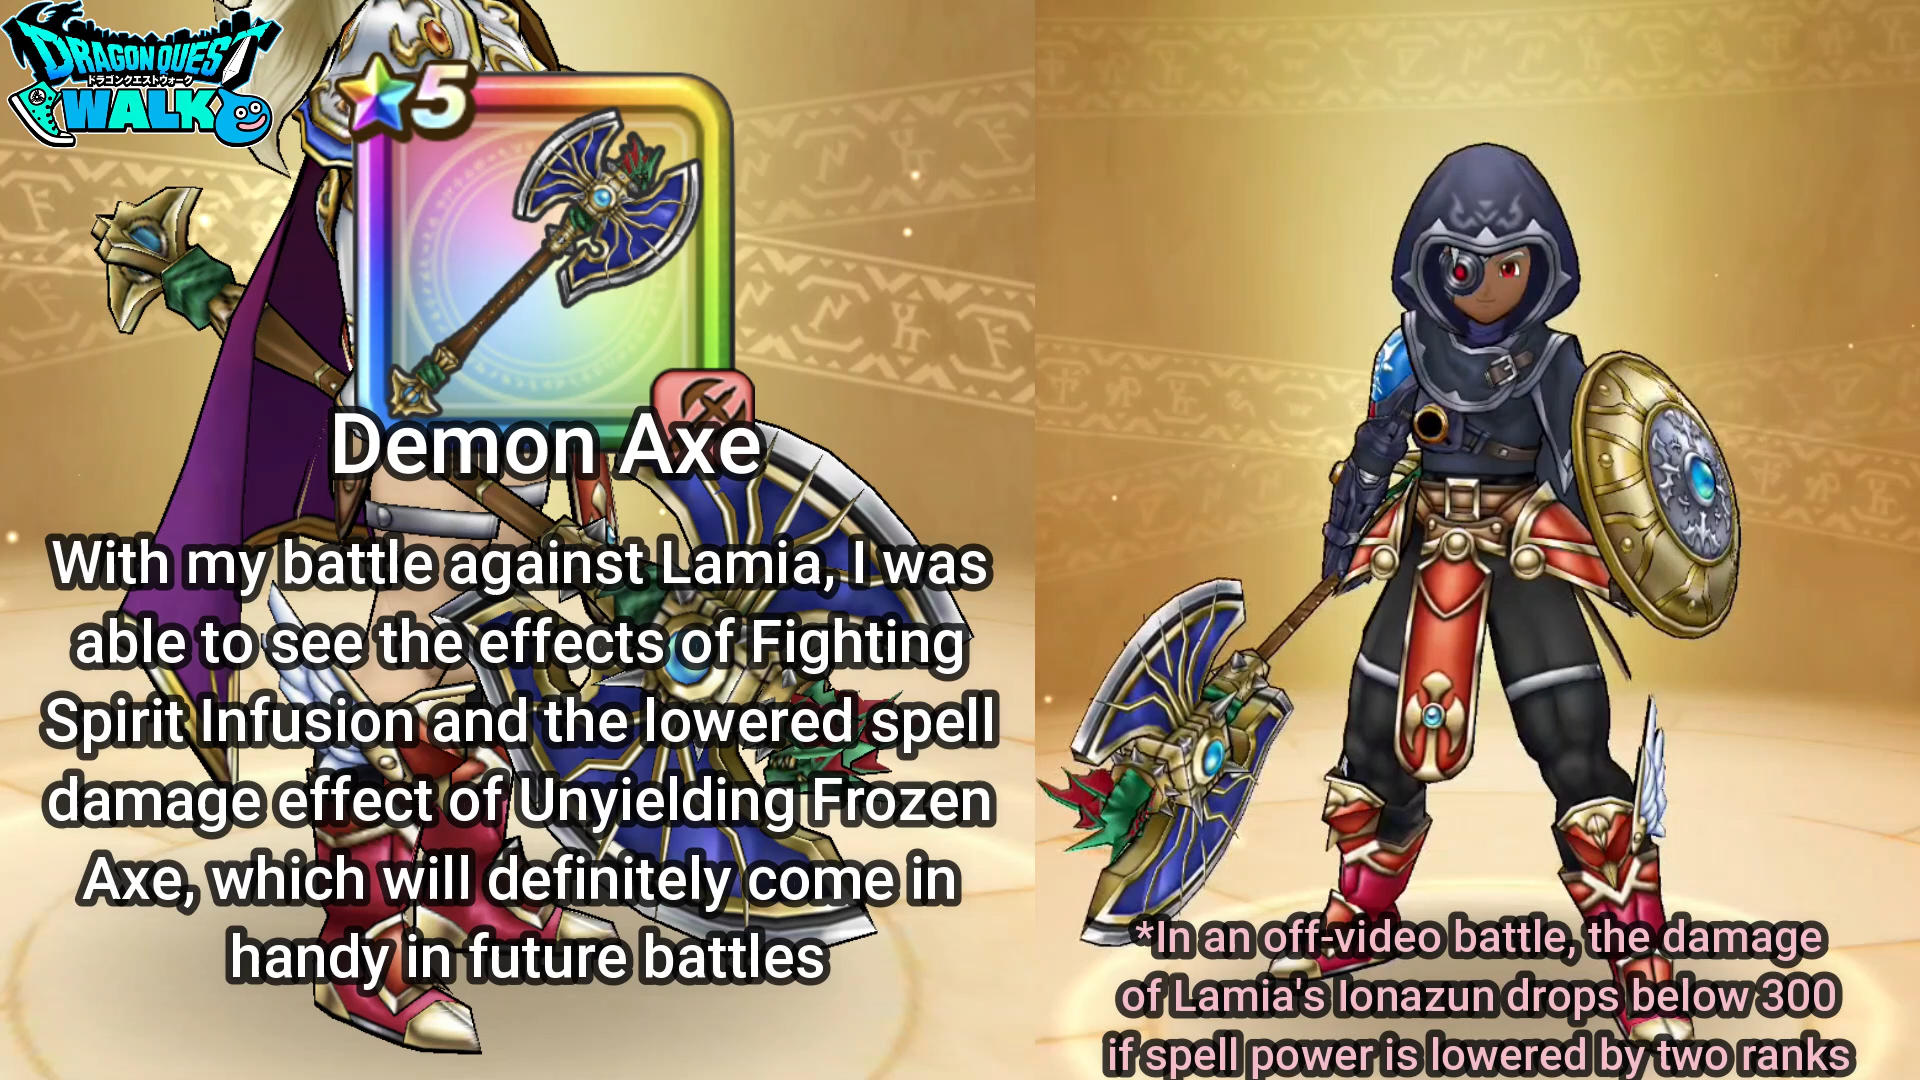 DRAGON QUEST
ドラゴンクエストウォーク
WALK
5
Demon Axe
With my battle against Lamia, I was
able to see the effects of Fighting
Spirit Infusion and the lowered spell
damage effect of Unyielding Frozen
Axe, which will definitely come in
handy in future battles
*In an off-video battle, the damage
of Lamia's Ionazun drops below 300
if spell power is lowered by two ranks